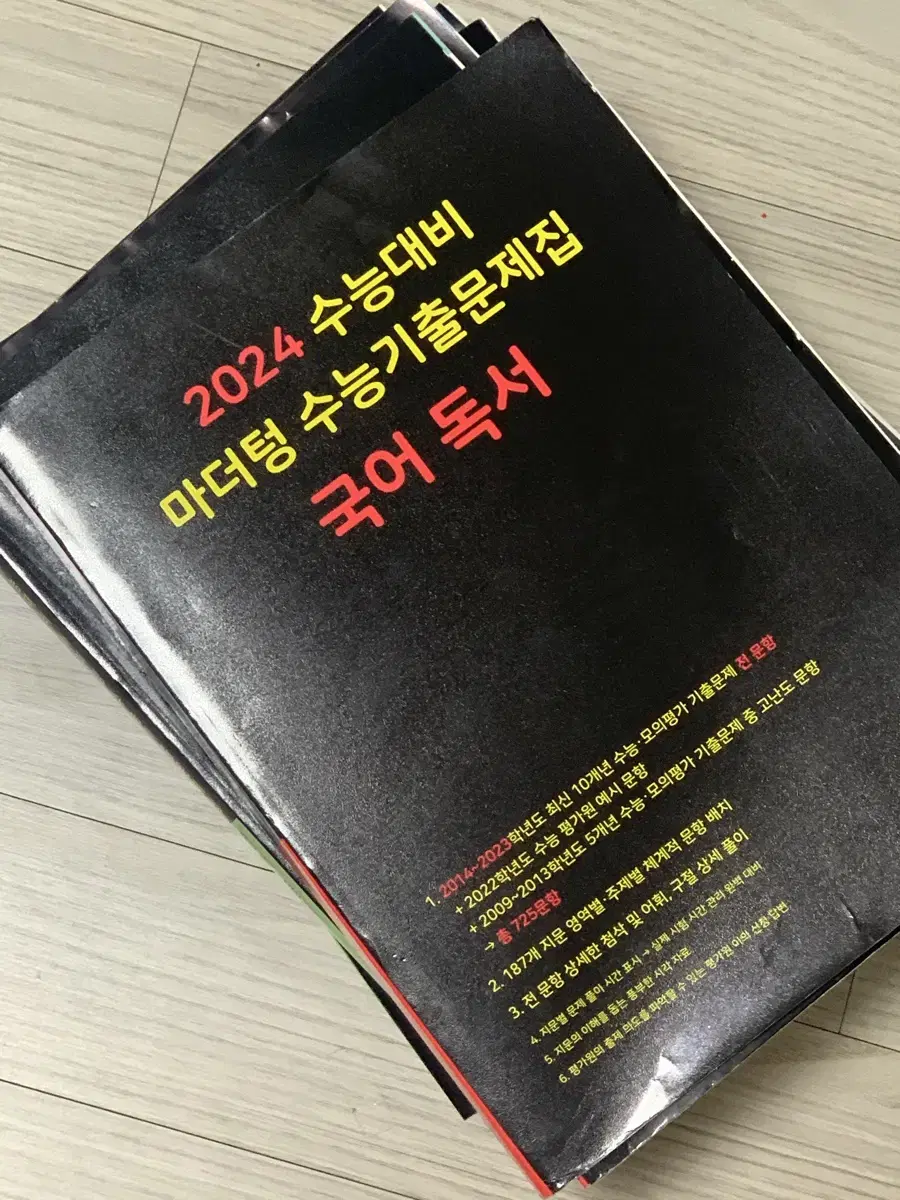 2024 수능대비
마더텅 수능기출문제집
국어 독서
1. 2014~2023학년도 최신 10개년 수능·모의평가 기출문제 전 문항
+ 2022학년도 수능 평가원 예시 문항
+ 2009~2013학년도 5개년 수능·모의평가 기출문제 중 고난도 문항
→ 총 725문항
2. 187개 지문 영역별·주제별 체계적 문항 배치
3. 전 문항 상세한 첨삭 및 어휘, 구절 상세 풀이
4. 지문별 문제 풀이 시간 표시 → 실제 시험 시간 관리 완벽 대비
5. 지문의 이해를 돕는 풍부한 시각 자료
6. 평가원의 출제 의도를 파악할 수 있는 평가원 이의 신청 답변